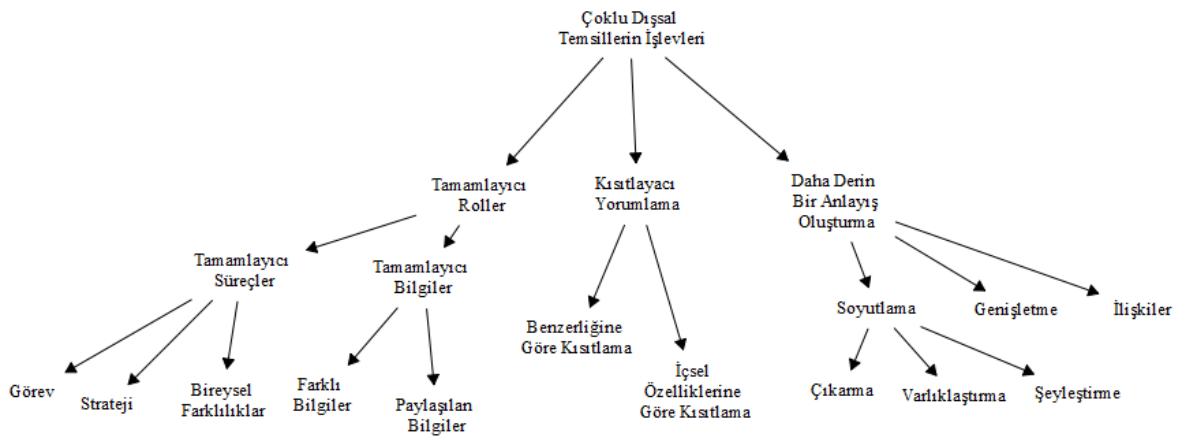 Çoklu Dışsal
Temsillerin İşlevleri
Tamamlayıcı
Roller
Kısıtlayacı
Yorumlama
Daha Derin
Bir Anlayış
Oluşturma
Tamamlayıcı
Süreçler
Tamamlayıcı
Bilgiler
Benzerliğine
Göre Kısıtlama
İçsel
Özelliklerine
Göre Kısıtlama
Soyutlama
Genişletme
İlişkiler
Görev
Strateji
Bireysel
Farklılıklar
Farklı
Bilgiler
Paylaşılan
Bilgiler
Çıkarma
Varlıklaştırma
Şeyleştirme